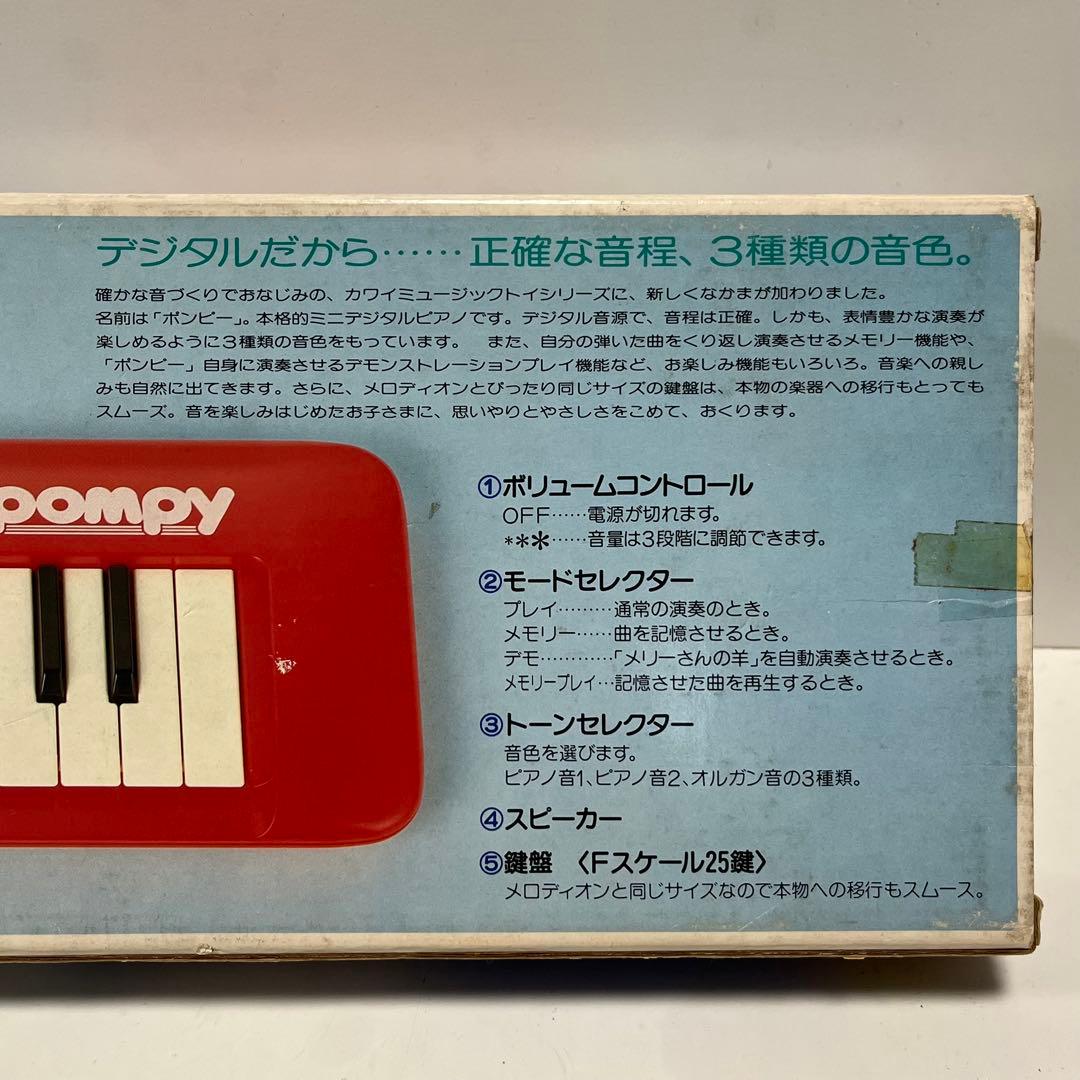 デジタルだから……正確な音程、3種類の音色。
確かな音づくりでおなじみの、カワイミュージックトイシリーズに、新しくなかまが加わりました。
名前は「ポンピー」。本格的ミニデジタルピアノです。デジタル音源で、音程は正確。しかも、表情豊かな演奏が
楽しめるように3種類の音色をもっています。 また、自分の弾いた曲をくり返し演奏させるメモリー機能や、
「ポンピー」自身に演奏させるデモンストレーションプレイ機能など、お楽しみ機能もいろいろ。音楽への親し
みも自然に出てきます。さらに、メロディオンとぴったり同じサイズの鍵盤は、本物の楽器への移行もとっても
スムーズ。音を楽しみはじめたお子さまに、思いやりとやさしさをこめて、おくります。
pompy
①ボリュームコントロール
OFF……電源が切れます。
***……音量は3段階に調節できます。
②モードセレクター
プレイ………通常の演奏のとき。
メモリー……曲を記憶させるとき。
デモ…………「メリーさんの羊」を自動演奏させるとき。
メモリープレイ…記憶させた曲を再生するとき。
③トーンセレクター
音色を選びます。
ピアノ音1、ピアノ音2、オルガン音の3種類。
④スピーカー
⑤鍵盤 〈Fスケール25鍵〉
メロディオンと同じサイズなので本物への移行もスムース。